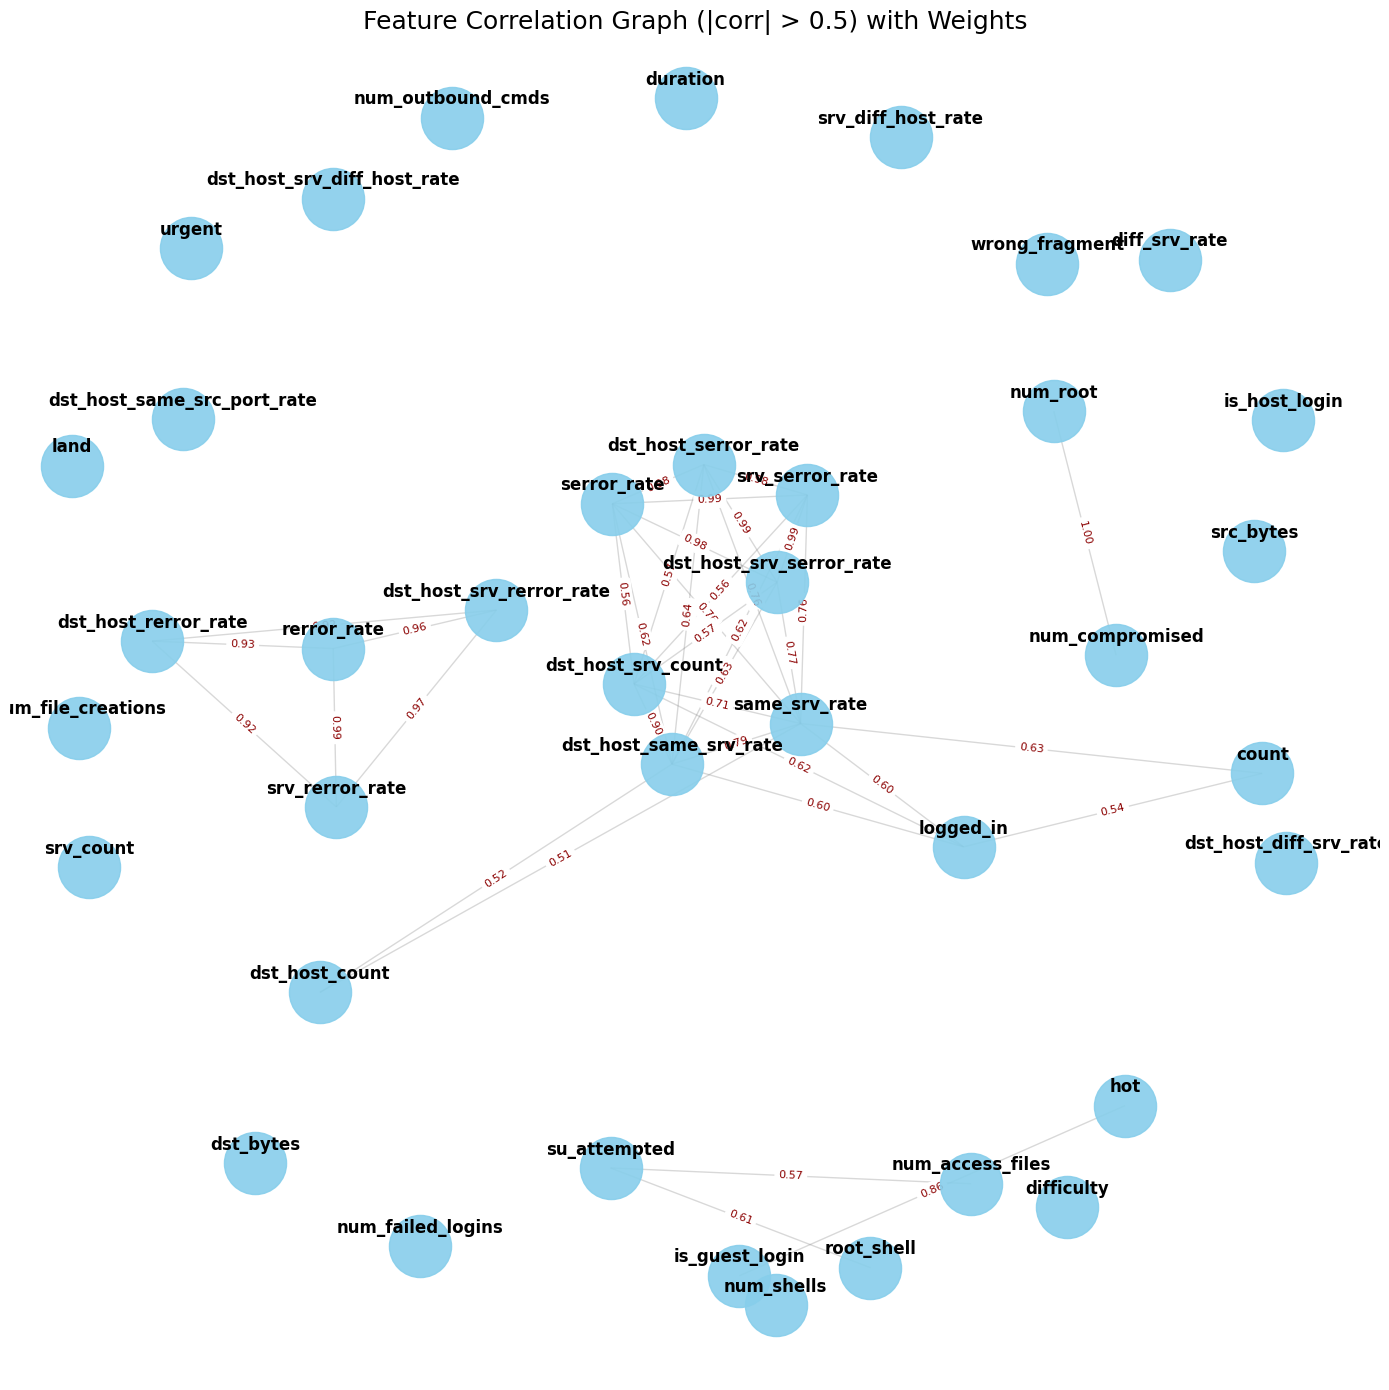 Feature Correlation Graph (|corr| > 0.5) with Weights
duration
num_outbound_cmds
srv_diff_host_rate
dst_host_srv_diff_host_rate
urgent
wrong_fragment
diff_srv_rate
num_root
is_host_login
dst_host_same_src_port_rate
land
dst_host_serror_rate
srv_serror_rate
serror_rate
0.98
0.99
0.99
src_bytes
1.00
0.99
0.98
dst_host_srv_serror_rate
dst_host_srv_rerror_rate
0.56
0.56
0.76
0.64
0.76
dst_host_rerror_rate
rerror_rate
0.96
0.62
0.62
0.57
num_compromised
0.93
0.77
dst_host_srv_count
0.63
um_file_creations
0.97
0.71
same_srv_rate
0.92
0.99
0.90
dst_host_same_srv_rate
0.79
0.63
count
0.62
srv_rerror_rate
0.60
0.60
0.54
logged_in
srv_count
dst_host_diff_srv_rate
0.51
0.52
dst_host_count
hot
dst_bytes
su_attempted
num_access_files
0.57
0.86
difficulty
0.61
num_failed_logins
root_shell
is_guest_login
num_shells